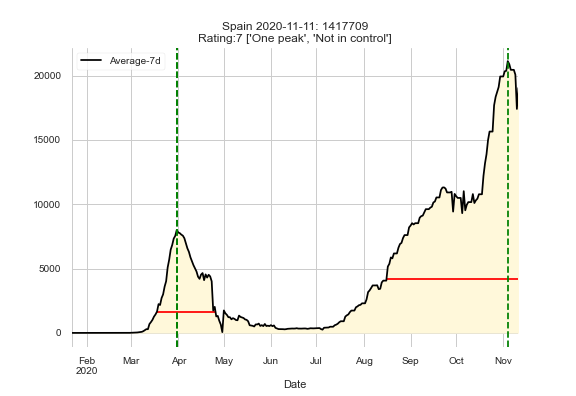 Spain 2020-11-11: 1417709
Rating:7 ['One peak', 'Not in control']
Average-7d
20000
15000
10000
5000
0
Feb Mar Apr May Jun Jul Aug Sep Oct Nov
2020
Date